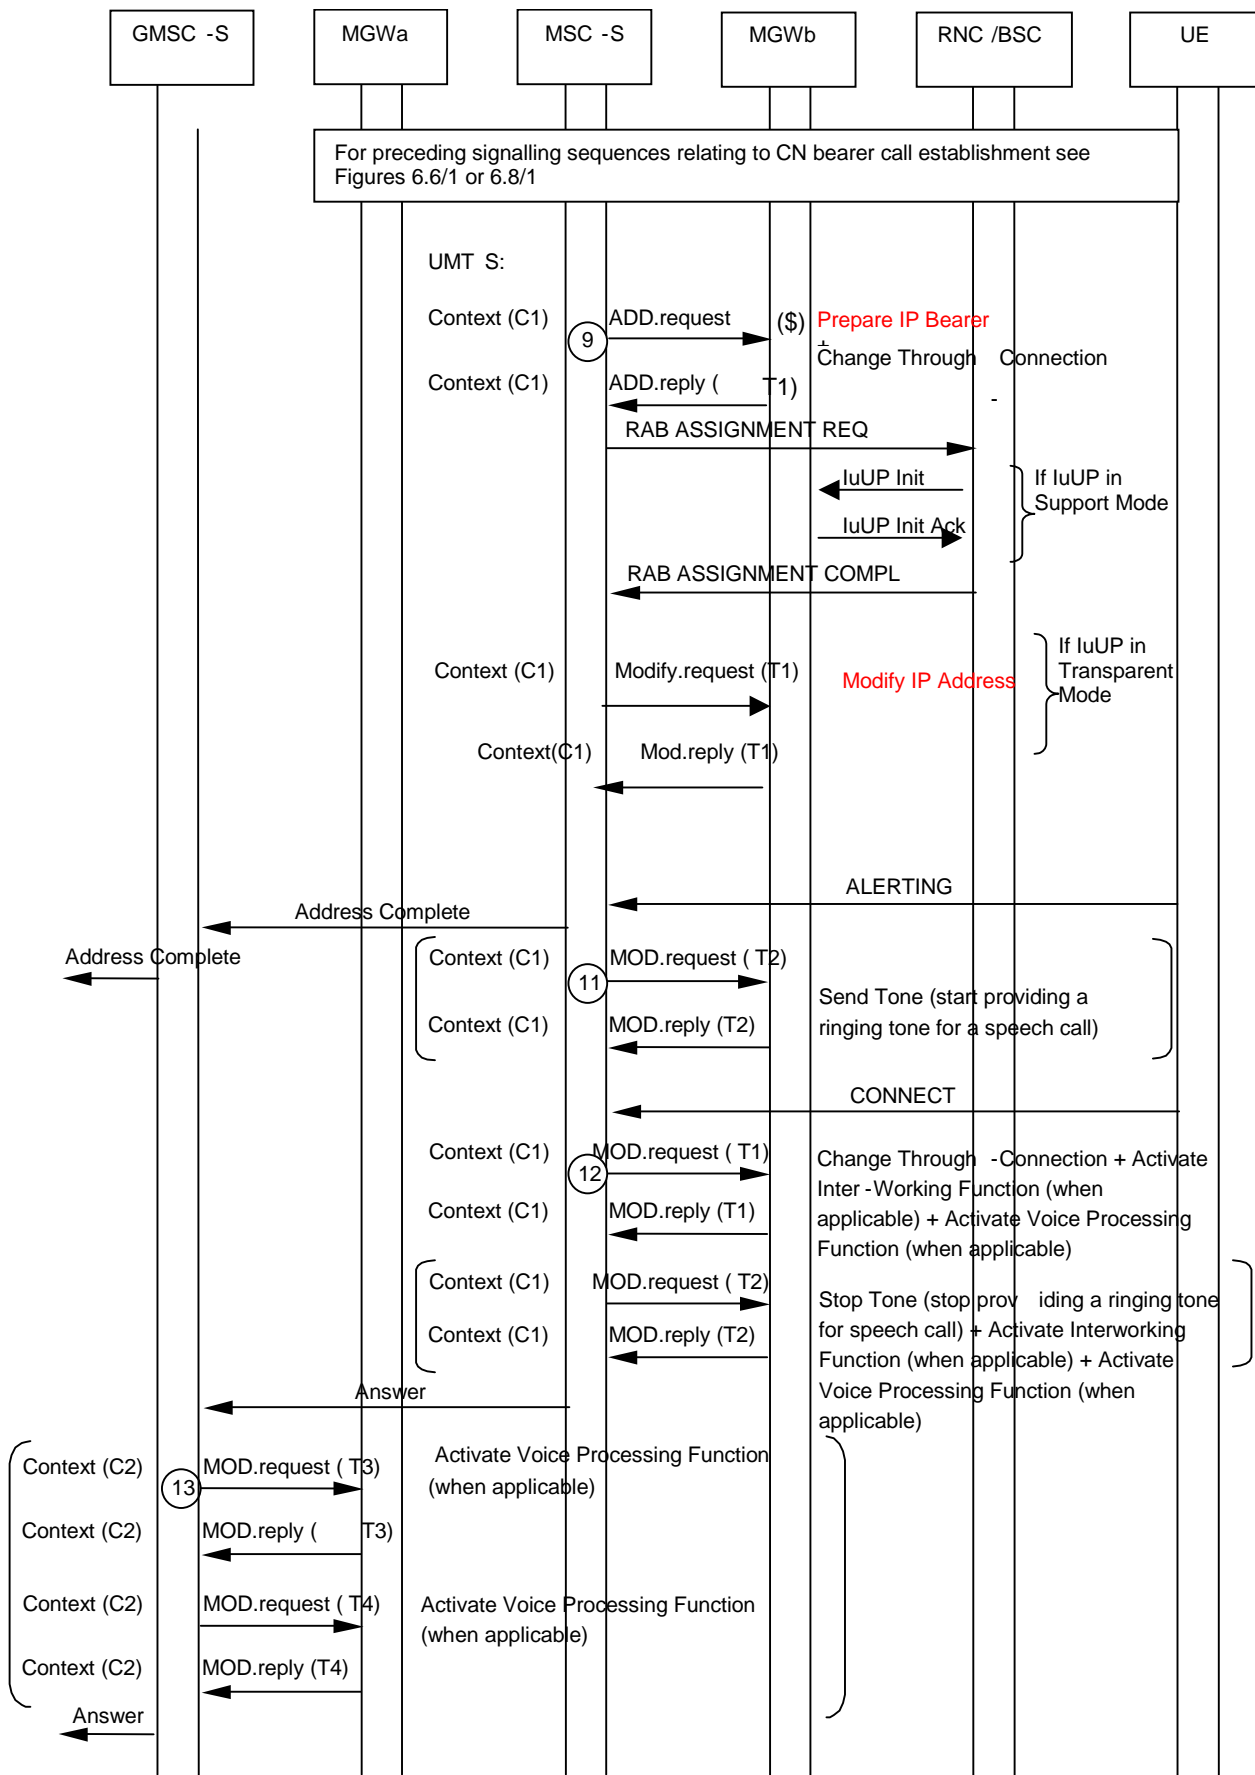 GMSC -S
MGWa
MSC -S
MGWb
RNC /BSC
UE
For preceding signalling sequences relating to CN bearer call establishment see
Figures 6.6/1 or 6.8/1
UMT S:
Context (C1)
9
ADD.request
($)
Prepare IP Bearer
+
Change Through Connection
-
Context (C1)
ADD.reply ( T1)
RAB ASSIGNMENT REQ
IuUP Init
If IuUP in
Support Mode
IuUP Init Ack
RAB ASSIGNMENT COMPL
Context (C1)
Modify.request (T1)
Modify IP Address
If IuUP in
Transparent
Mode
Context(C1)
Mod.reply (T1)
ALERTING
Address Complete
Address Complete
Context (C1)
11
MOD.request ( T2)
Send Tone (start providing a
ringing tone for a speech call)
Context (C1)
MOD.reply (T2)
CONNECT
Context (C1)
12
MOD.request ( T1)
Change Through -Connection + Activate
Inter -Working Function (when
applicable) + Activate Voice Processing
Function (when applicable)
Context (C1)
MOD.reply (T1)
Context (C1)
MOD.request ( T2)
Stop Tone (stop prov iding a ringing tone
for speech call) + Activate Interworking
Function (when applicable) + Activate
Voice Processing Function (when
applicable)
Context (C1)
MOD.reply (T2)
Answer
Context (C2)
13
MOD.request ( T3)
Activate Voice Processing Function
(when applicable)
Context (C2)
MOD.reply ( T3)
Context (C2)
MOD.request ( T4)
Activate Voice Processing Function
(when applicable)
Context (C2)
MOD.reply (T4)
Answer